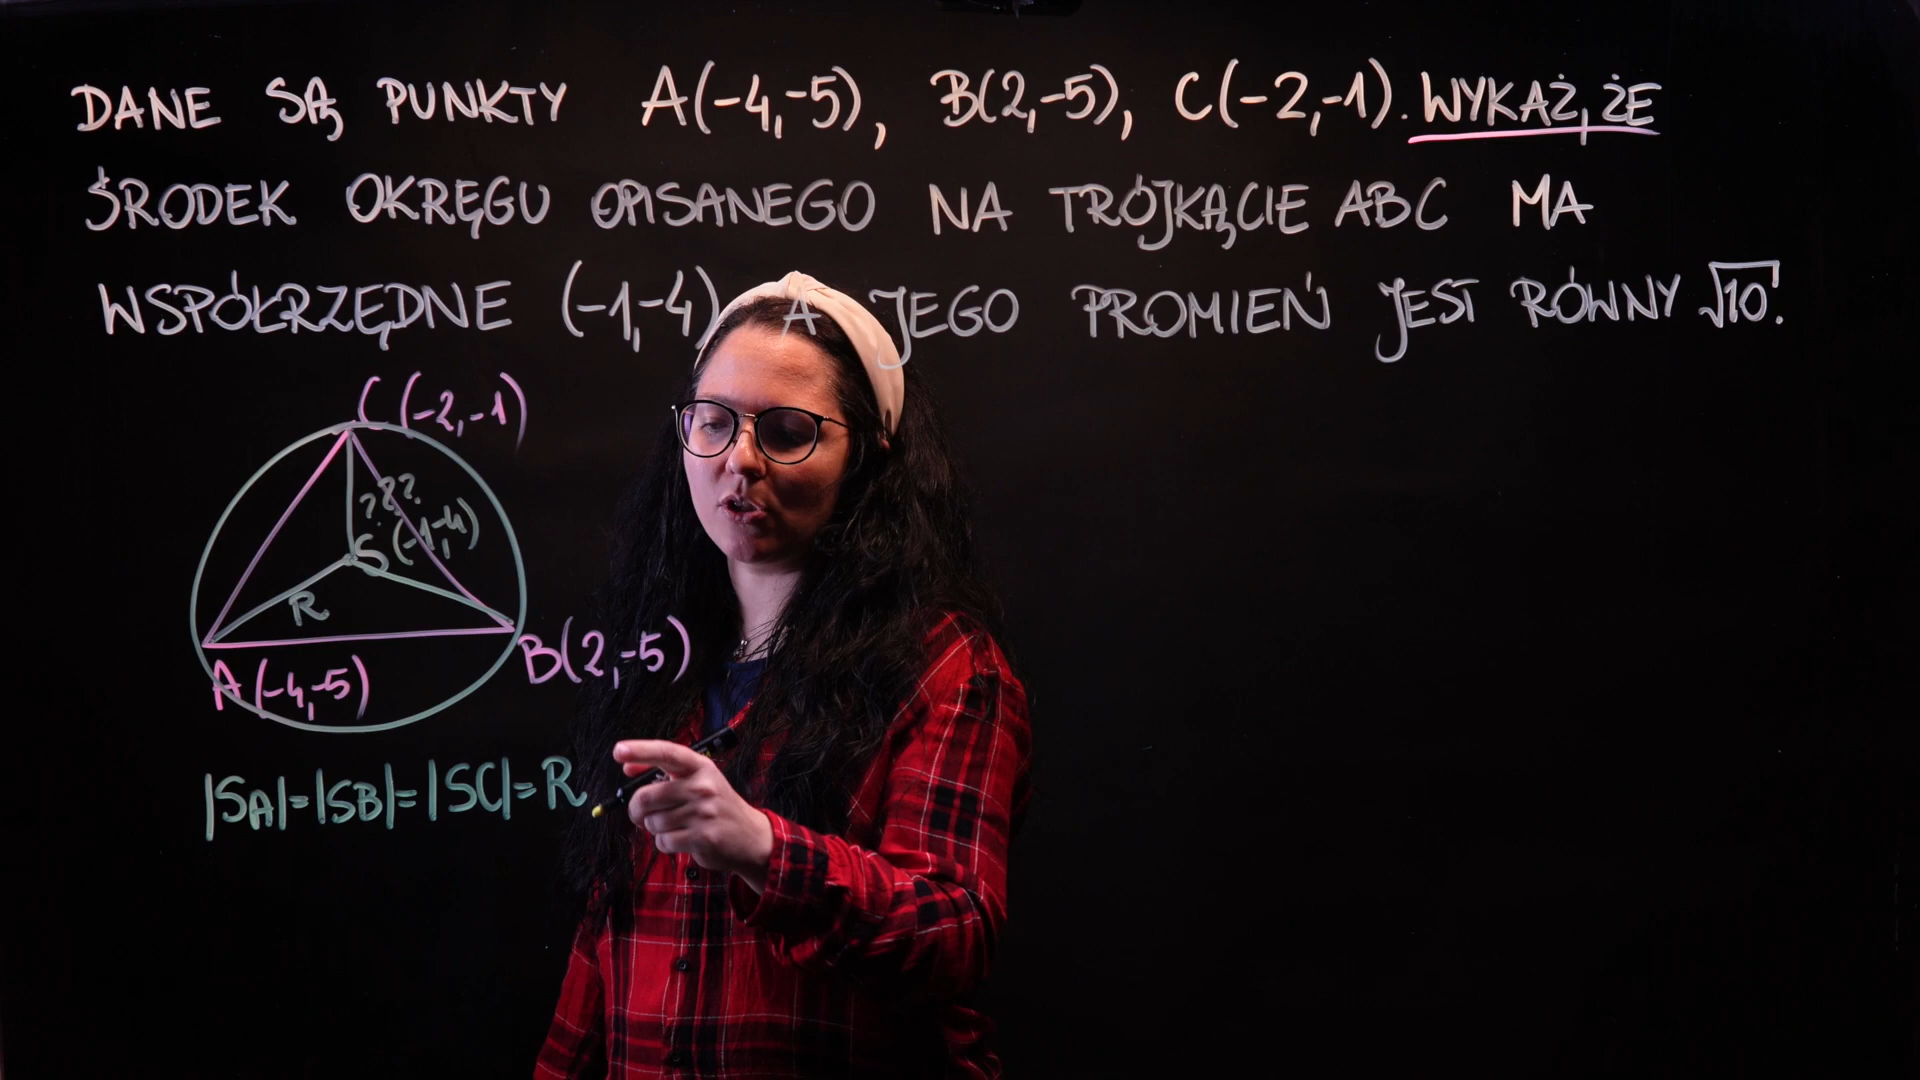 DANE SĄ PUNKTY A(-4,-5), B(2,-5), C(-2,-1). WYKAŻ, ŻE
ŚRODEK OKRĘGU OPISANEGO NA TRÓJKĄCIE ABC MA
WSPÓŁRZĘDNE (-1,-4) A JEGO PROMIEŃ JEST RÓWNY √10.
C(-2,-1)
???
S(-1,-4)
R
B(2,-5)
A(-4,-5)
|SA|=|SB|=|SC|=R